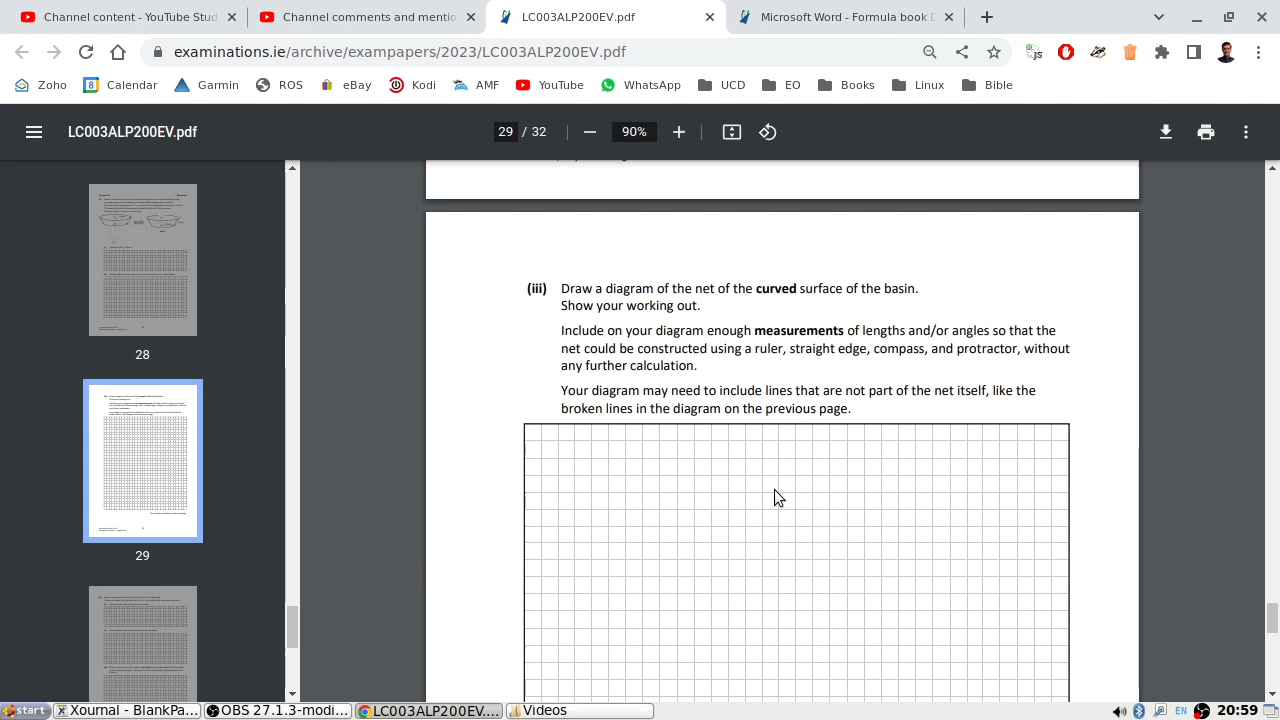 Channel content - YouTube Stud
Channel comments and mentio
LC003ALP200EV.pdf
Microsoft Word - Formula book D
examinations.ie/archive/exampapers/2023/LC003ALP200EV.pdf
JS
Zoho
8
Calendar
Garmin
ROS
eBay
Kodi
AMF
YouTube
WhatsApp
UCD
EO
Books
Linux
Bible
LC003ALP200EV.pdf
29 / 32
90%
28
29
(iii) Draw a diagram of the net of the curved surface of the basin.
Show your working out.
Include on your diagram enough measurements of lengths and/or angles so that the
net could be constructed using a ruler, straight edge, compass, and protractor, without
any further calculation.
Your diagram may need to include lines that are not part of the net itself, like the
broken lines in the diagram on the previous page.
start
Xournal - BlankPa...
OBS 27.1.3-modi...
LC003ALP200EV....
Videos
EN
20:59